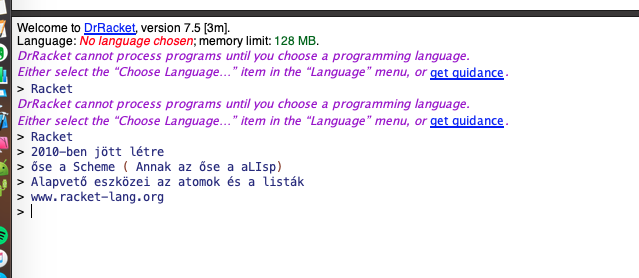 Welcome to DrRacket, version 7.5 [3m].
Language: No language chosen; memory limit: 128 MB.
DrRacket cannot process programs until you choose a programming language.
Either select the “Choose Language…” item in the “Language” menu, or get guidance.
> Racket
DrRacket cannot process programs until you choose a programming language.
Either select the “Choose Language…” item in the “Language” menu, or get guidance.
> Racket
> 2010-ben jött létre
> őse a Scheme ( Annak az őse a aLIsp)
> Alapvető eszközei az atomok és a listák
> www.racket-lang.org
>